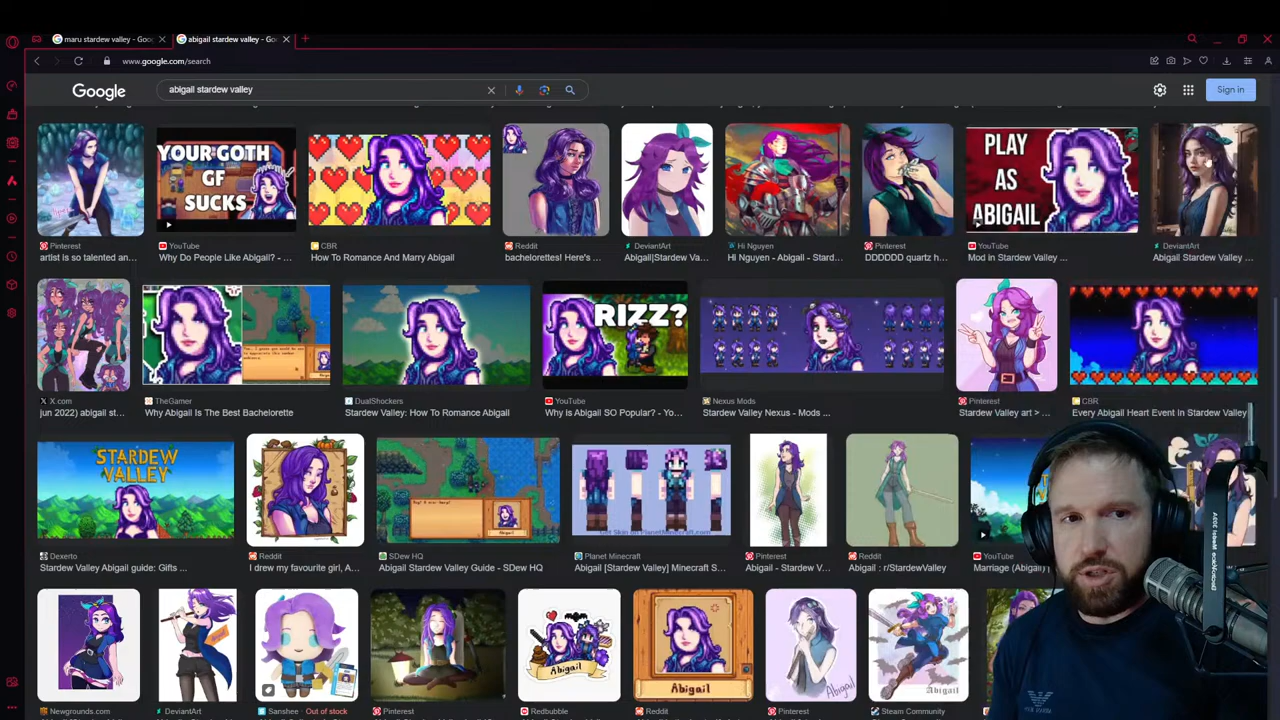 maru stardew valley - Goo
abigail stardew valley - Goo
www.google.com/search
Google
abigail stardew valley
Sign in
YOUR GOTH
GF
SUCKS
PLAY
AS
ABIGAIL
Pinterest
artist is so talented an...
YouTube
Why Do People Like Abigail? - ...
CBR
How To Romance And Marry Abigail
Reddit
bachelorettes! Here's ...
DeviantArt
Abigail|Stardew Va...
Hi Nguyen
Hi Nguyen - Abigail - Stard...
Pinterest
DDDDDD quartz h...
YouTube
Mod in Stardew Valley ...
DeviantArt
Abigail Stardew Valley ...
RIZZ?
X.com
jun 2022) abigail st...
TheGamer
Why Abigail Is The Best Bachelorette
DualShockers
Stardew Valley: How To Romance Abigail
YouTube
Why is Abigail SO Popular? - Yo...
Nexus Mods
Stardew Valley Nexus - Mods ...
Pinterest
Stardew Valley art > ...
CBR
Every Abigail Heart Event In Stardew Valley
STARDEW
VALLEY
Dexerto
Stardew Valley Abigail guide: Gifts ...
Reddit
I drew my favourite girl, A...
SDew HQ
Abigail Stardew Valley Guide - SDew HQ
Planet Minecraft
Abigail [Stardew Valley] Minecraft S...
Pinterest
Abigail - Stardew V...
Reddit
Abigail : r/StardewValley
YouTube
Marriage (Abigail)
Abigail
Abigail
Abigail
Abigail
Newgrounds.com
DeviantArt
Sanshee · Out of stock
Pinterest
Redbubble
Reddit
Pinterest
Steam Community